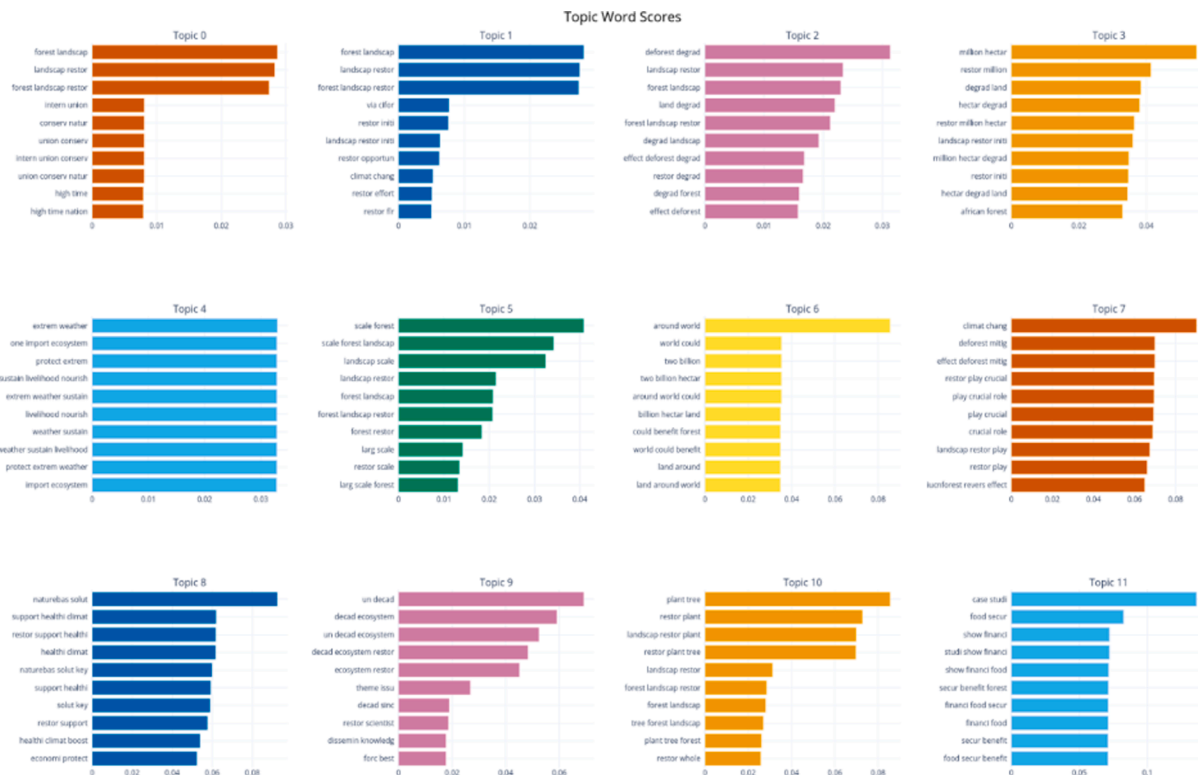 Topic Word Scores
Topic 0
forest landscap
landscap restor
forest landscap restor
intern union
conserv natur
union conserv
intern union conserv
union conserv natur
high time
high time nation
0 0.01 0.02 0.03
Topic 1
forest landscap
landscap restor
forest landscap restor
via cifor
restor initi
landscap restor initi
restor opportun
climat chang
restor effort
restor flr
0 0.01 0.02
Topic 2
deforest degrad
landscap restor
forest landscap
land degrad
forest landscap restor
degrad landscap
effect deforest degrad
restor degrad
degrad forest
effect deforest
0 0.01 0.02 0.03
Topic 3
million hectar
restor million
degrad land
hectar degrad
restor million hectar
landscap restor initi
million hectar degrad
restor initi
hectar degrad land
african forest
0 0.02 0.04
Topic 4
extrem weather
one import ecosystem
protect extrem
sustain livelihood nourish
extrem weather sustain
livelihood nourish
weather sustain
weather sustain livelihood
protect extrem weather
import ecosystem
0 0.01 0.02 0.03
Topic 5
scale forest
scale forest landscap
landscap scale
landscap restor
forest landscap
forest landscap restor
forest restor
larg scale
restor scale
larg scale forest
0 0.01 0.02 0.03 0.04
Topic 6
around world
world could
two billion
two billion hectar
around world could
billion hectar land
could benefit forest
world could benefit
land around
land around world
0 0.02 0.04 0.06 0.08
Topic 7
climat chang
deforest mitig
effect deforest mitig
restor play crucial
play crucial role
play crucial
crucial role
landscap restor play
restor play
iucnforest revers effect
0 0.02 0.04 0.06 0.08
Topic 8
naturebas solut
support healthi climat
restor support healthi
healthi climat
naturebas solut key
support healthi
solut key
restor support
healthi climat boost
economi protect
0 0.02 0.04 0.06 0.08
Topic 9
un decad
decad ecosystem
un decad ecosystem
decad ecosystem restor
ecosystem restor
theme issu
decad sinc
restor scientist
dissemin knowledg
forc best
0 0.02 0.04 0.06
Topic 10
plant tree
restor plant
landscap restor plant
restor plant tree
landscap restor
forest landscap restor
forest landscap
tree forest landscap
plant tree forest
restor whole
0 0.02 0.04 0.06 0.08
Topic 11
case studi
food secur
show financi
studi show financi
show financi food
secur benefit forest
financi food secur
financi food
secur benefit
food secur benefit
0 0.05 0.1